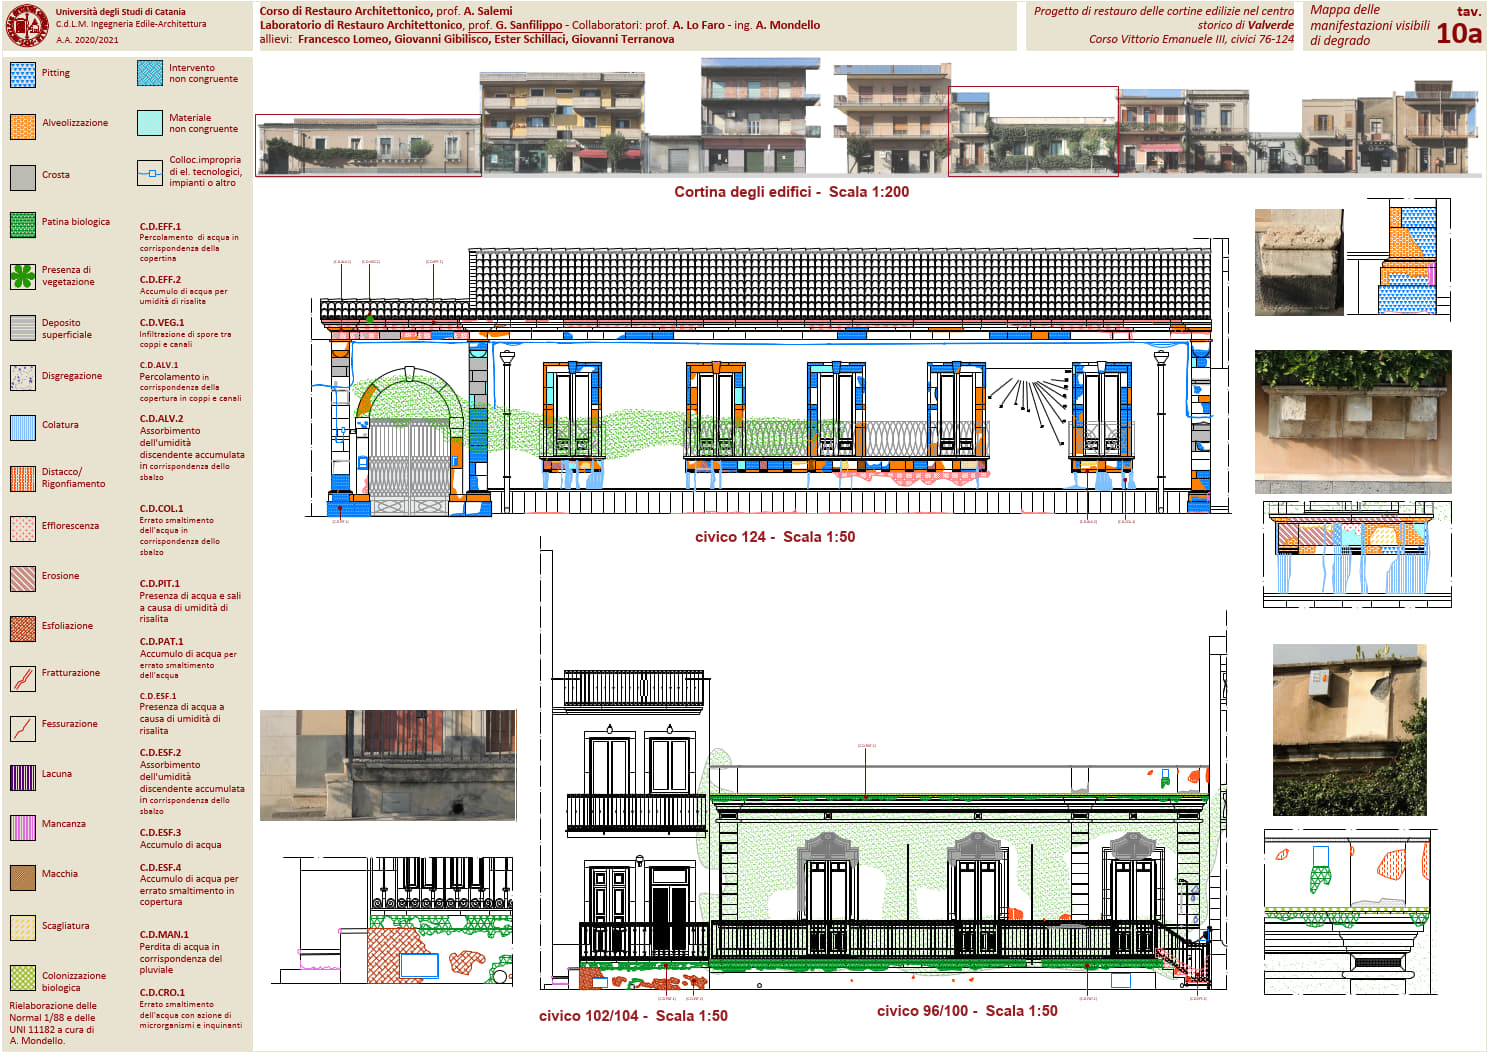 Università degli Studi di Catania
C.d.L.M. Ingegneria Edile-Architettura
A.A. 2020/2021
Corso di Restauro Architettonico, prof. A. Salemi
Laboratorio di Restauro Architettonico, prof. G. Sanfilippo - Collaboratori: prof. A. Lo Faro - ing. A. Mondello
allievi: Francesco Lomeo, Giovanni Gibilisco, Ester Schillaci, Giovanni Terranova
Progetto di restauro delle cortine edilizie nel centro
storico di Valverde
Corso Vittorio Emanuele III, civici 76-124
Mappa delle
manifestazioni visibili
di degrado
tav.
10a
Pitting
Alveolizzazione
Crosta
Patina biologica
Presenza di
vegetazione
Deposito
superficiale
Disgregazione
Colatura
Distacco/
Rigonfiamento
Efflorescenza
Erosione
Esfoliazione
Fratturazione
Fessurazione
Lacuna
Mancanza
Macchia
Scagliatura
Colonizzazione
biologica
Rielaborazione delle
Normal 1/88 e delle
UNI 11182 a cura di
A. Mondello.
Intervento
non congruente
Materiale
non congruente
Colloc.impropria
di el. tecnologici,
impianti o altro
C.D.EFF.1
Percolamento di acqua in
corrispondenza della
copertina
C.D.EFF.2
Accumulo di acqua per
umidità di risalita
C.D.VEG.1
Infiltrazione di spore tra
coppi e canali
C.D.ALV.1
Percolamento in
corrispondenza della
copertura in coppi e canali
C.D.ALV.2
Assorbimento
dell'umidità
discendente accumulata
in corrispondenza dello
sbalzo
C.D.COL.1
Errato smaltimento
dell'acqua in
corrispondenza dello
sbalzo
C.D.PIT.1
Presenza di acqua e sali
a causa di umidità di
risalita
C.D.PAT.1
Accumulo di acqua per
errato smaltimento
dell'acqua
C.D.ESF.1
Presenza di acqua a
causa di umidità di
risalita
C.D.ESF.2
Assorbimento
dell'umidità
discendente accumulata
in corrispondenza dello
sbalzo
C.D.ESF.3
Accumulo di acqua
C.D.ESF.4
Accumulo di acqua per
errato smaltimento in
copertura
C.D.MAN.1
Perdita di acqua in
corrispondenza del
pluviale
C.D.CRO.1
Errato smaltimento
dell'acqua con azione di
microrganismi e inquinanti
Cortina degli edifici - Scala 1:200
civico 124 - Scala 1:50
civico 102/104 - Scala 1:50
civico 96/100 - Scala 1:50